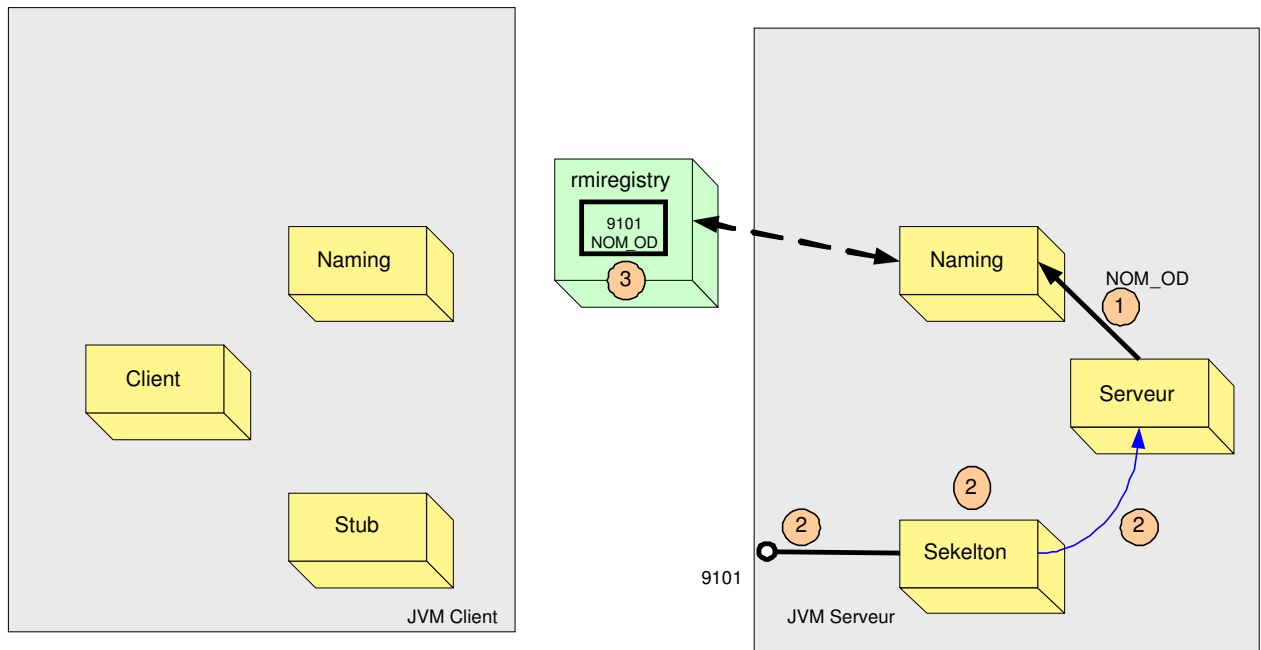 rmiregistry
9101
NOM_OD
3
Naming
Client
Stub
JVM Client
Naming
NOM_OD
1
Serveur
2
2
2
Sekelton
9101
JVM Serveur